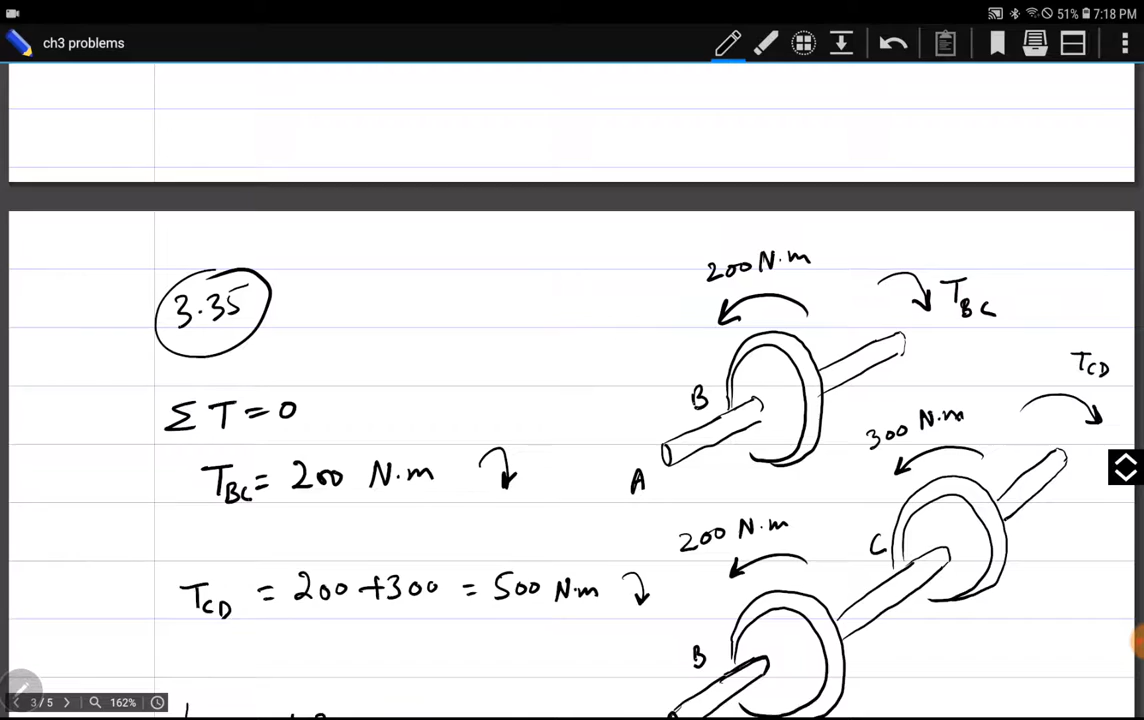 51% 7:18 PM
ch3 problems
3.35
200 N.m
T_BC
Σ T = 0
B
T_CD
300 N.m
T_BC = 200 N.m
A
200 N.m
C
T_CD = 200 + 300 = 500 N.m
B
3/5 162%